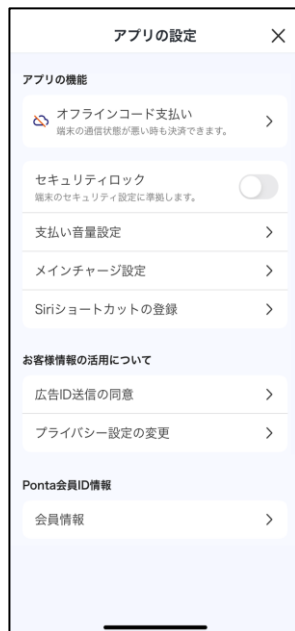 アプリの設定
アプリの機能
オフラインコード支払い
端末の通信状態が悪い時も決済できます。
セキュリティロック
端末のセキュリティ設定に準拠します。
支払い音量設定
メインチャージ設定
Siriショートカットの登録
お客様情報の活用について
広告ID送信の同意
プライバシー設定の変更
Ponta会員ID情報
会員情報